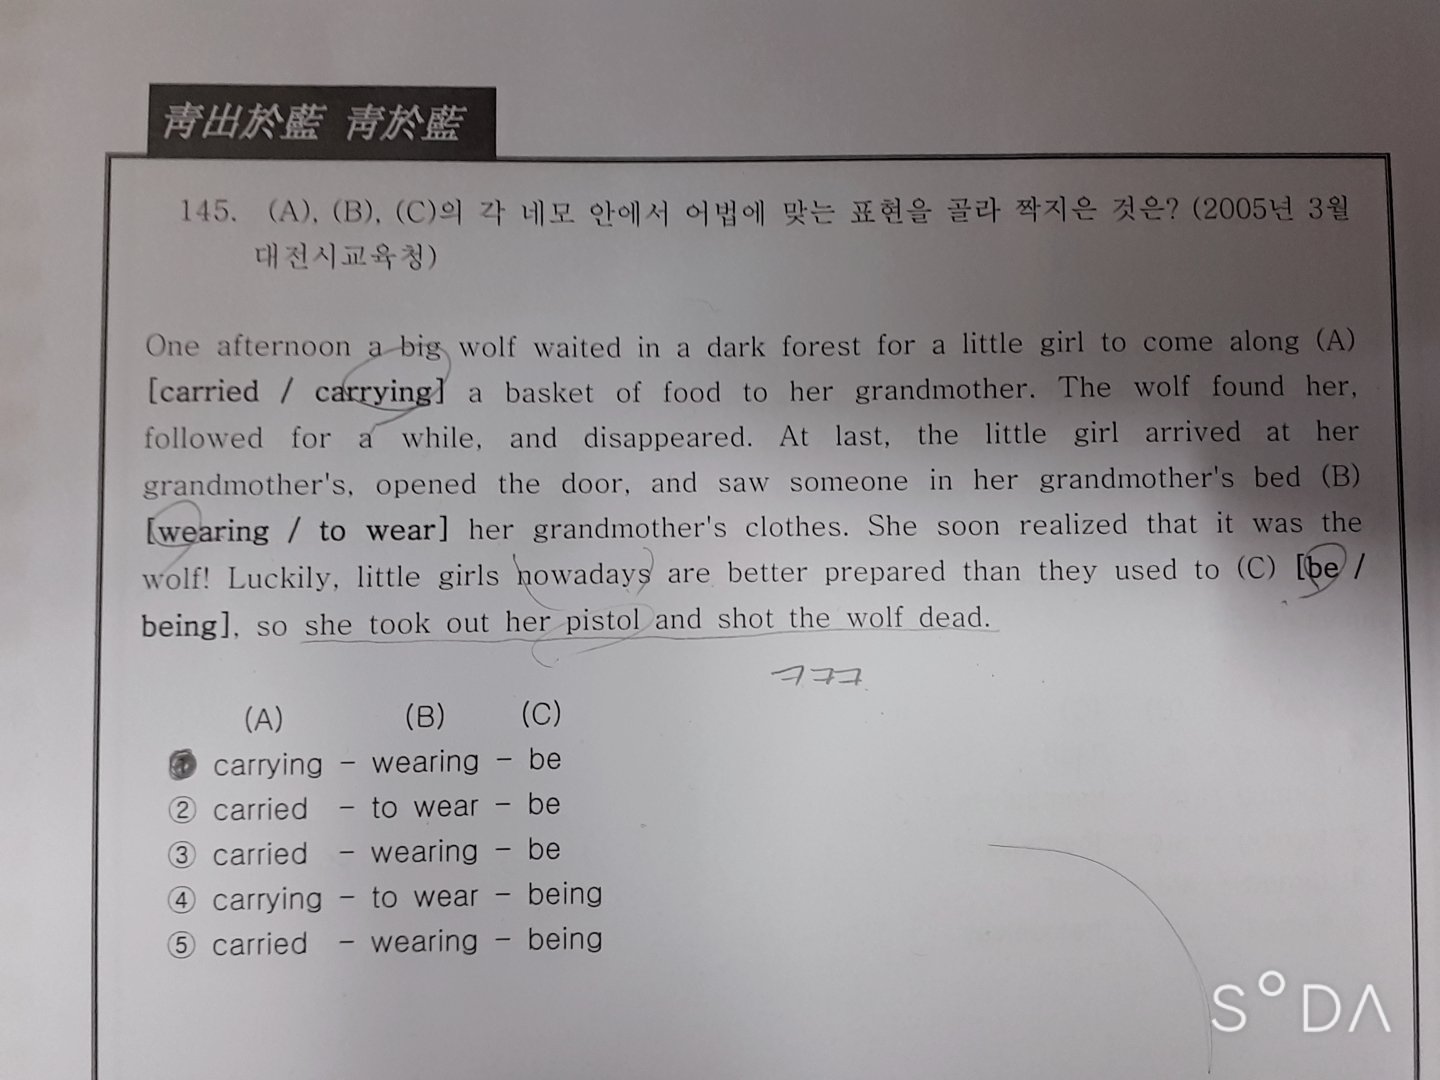 靑出於藍 靑於藍
145. (A), (B), (C)의 각 네모 안에서 어법에 맞는 표현을 골라 짝지은 것은? (2005년 3월
대전시교육청)
One afternoon a big wolf waited in a dark forest for a little girl to come along (A)
[carried / carrying] a basket of food to her grandmother. The wolf found her,
followed for a while, and disappeared. At last, the little girl arrived at her
grandmother's, opened the door, and saw someone in her grandmother's bed (B)
[wearing / to wear] her grandmother's clothes. She soon realized that it was the
wolf! Luckily, little girls nowadays are better prepared than they used to (C) [be /
being], so she took out her pistol and shot the wolf dead.
ㅋㅋㅋ
(A) (B) (C)
① carrying - wearing - be
② carried - to wear - be
③ carried - wearing - be
④ carrying - to wear - being
⑤ carried - wearing - being
SODA